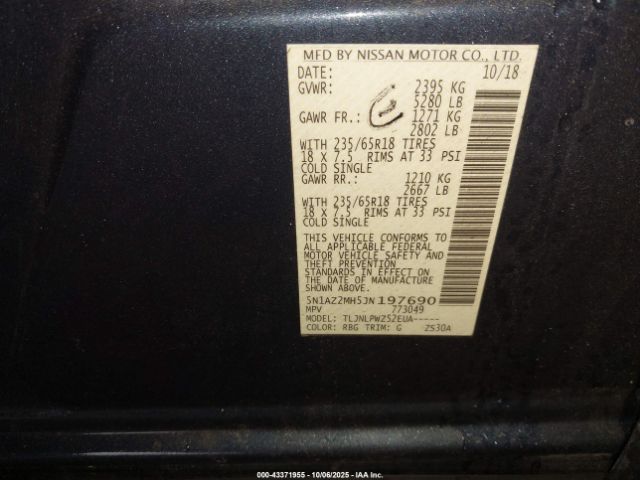 MFD BY NISSAN MOTOR CO., LTD.
DATE: 10/18
GVWR: 2395 KG
5280 LB
GAWR FR.: 1271 KG
2802 LB
WITH 235/65R18 TIRES
18 X 7.5 RIMS AT 33 PSI
COLD SINGLE
GAWR RR.: 1210 KG
2667 LB
WITH 235/65R18 TIRES
18 X 7.5 RIMS AT 33 PSI
COLD SINGLE
THIS VEHICLE CONFORMS TO
ALL APPLICABLE FEDERAL
MOTOR VEHICLE SAFETY AND
THEFT PREVENTION
STANDARDS IN EFFECT ON
THE DATE OF MANUFACTURE
SHOWN ABOVE.
5N1AZ2MH5JN197690
MPV 773049
MODEL: TLJNLPWZ52EUA-----
COLOR: RBG TRIM: G ZS30A
000-43371955 - 10/06/2025 - IAA Inc.